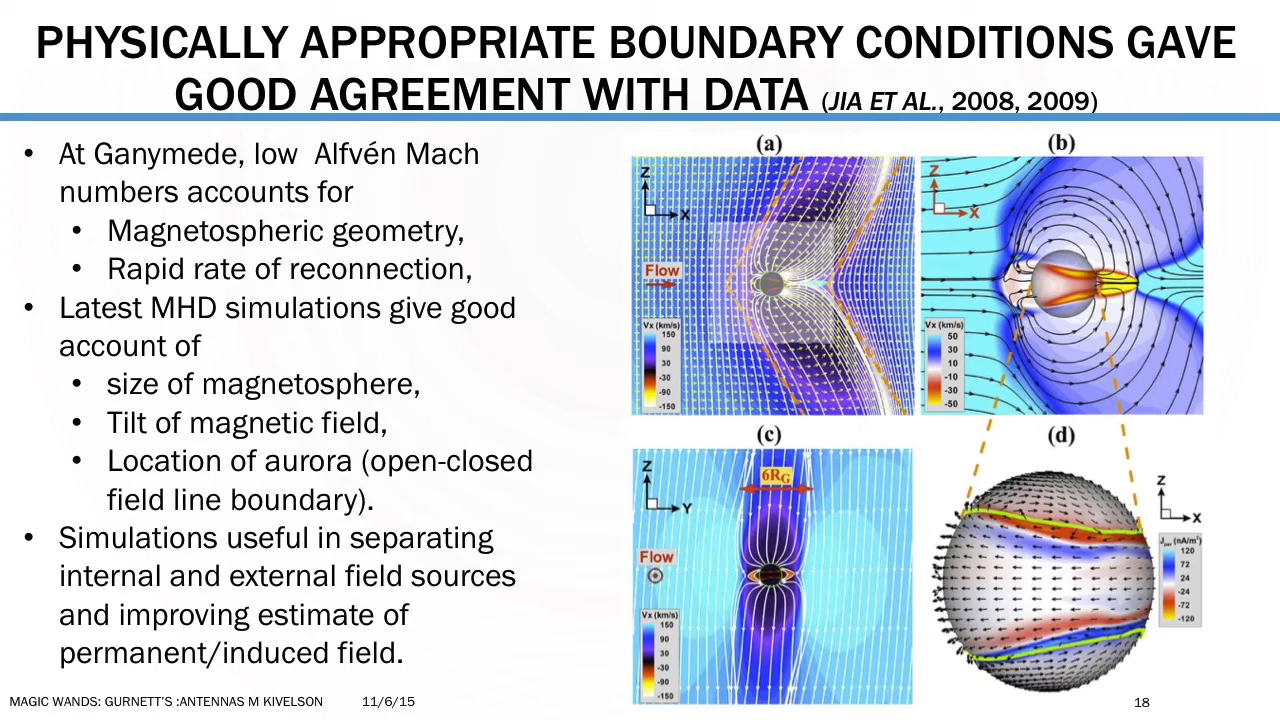 PHYSICALLY APPROPRIATE BOUNDARY CONDITIONS GAVE
GOOD AGREEMENT WITH DATA (JIA ET AL., 2008, 2009)
• At Ganymede, low Alfvén Mach
numbers accounts for
• Magnetospheric geometry,
• Rapid rate of reconnection,
• Latest MHD simulations give good
account of
• size of magnetosphere,
• Tilt of magnetic field,
• Location of aurora (open-closed
field line boundary).
• Simulations useful in separating
internal and external field sources
and improving estimate of
permanent/induced field.
(a)
Z
X
Flow
Vx (km/s)
150
90
30
-30
-90
-150
(b)
Z
X
Vx (km/s)
50
30
10
-10
-30
-50
(c)
6RG
Z
Y
Flow
Vx (km/s)
150
90
30
-30
-90
-150
(d)
Z
X
Jpar (nA/m²)
120
72
24
-24
-72
-120
MAGIC WANDS: GURNETT'S :ANTENNAS M KIVELSON 11/6/15 18